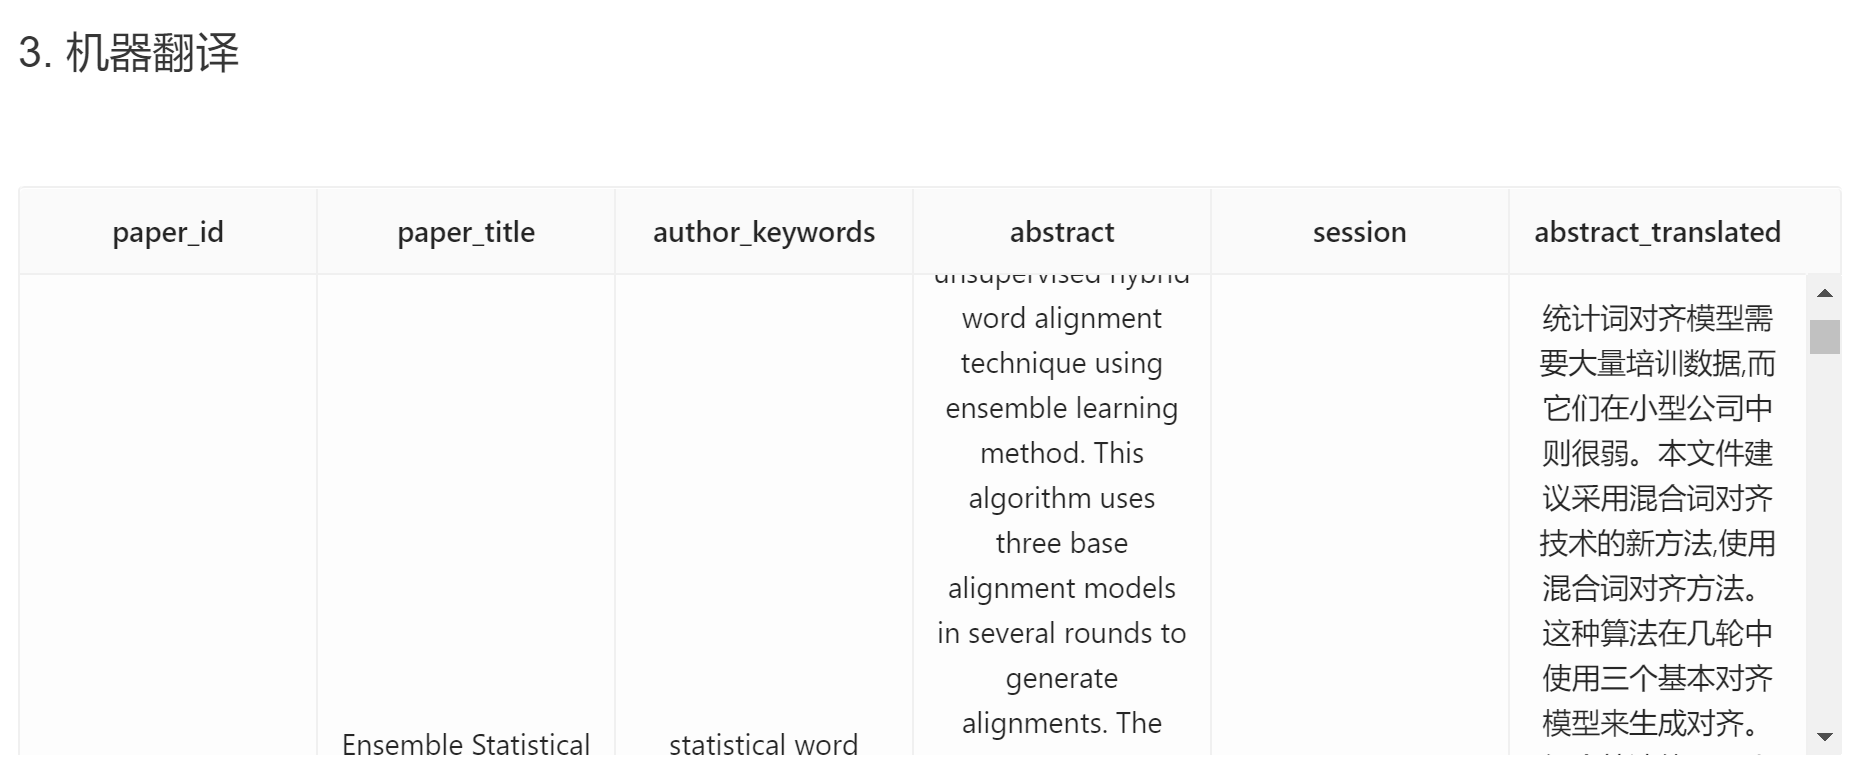 3. 机器翻译
paper_id
paper_title
author_keywords
abstract
session
abstract_translated
Ensemble Statistical
statistical word
unsupervised hybrid
word alignment
technique using
ensemble learning
method. This
algorithm uses
three base
alignment models
in several rounds to
generate
alignments. The
统计词对齐模型需
要大量培训数据,而
它们在小型公司中
则很弱。本文件建
议采用混合词对齐
技术的新方法,使用
混合词对齐方法。
这种算法在几轮中
使用三个基本对齐
模型来生成对齐。